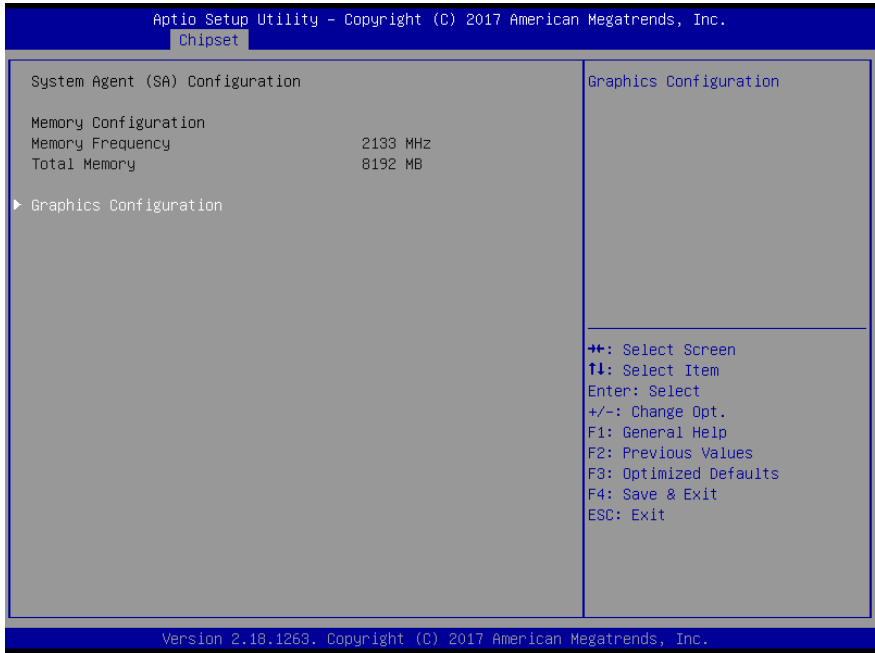 Aptio Setup Utility – Copyright (C) 2017 American Megatrends, Inc.
Chipset
System Agent (SA) Configuration
Memory Configuration
Memory Frequency 2133 MHz
Total Memory 8192 MB
▶ Graphics Configuration
Graphics Configuration
→←: Select Screen
↑↓: Select Item
Enter: Select
+/-: Change Opt.
F1: General Help
F2: Previous Values
F3: Optimized Defaults
F4: Save & Exit
ESC: Exit
Version 2.18.1263. Copyright (C) 2017 American Megatrends, Inc.